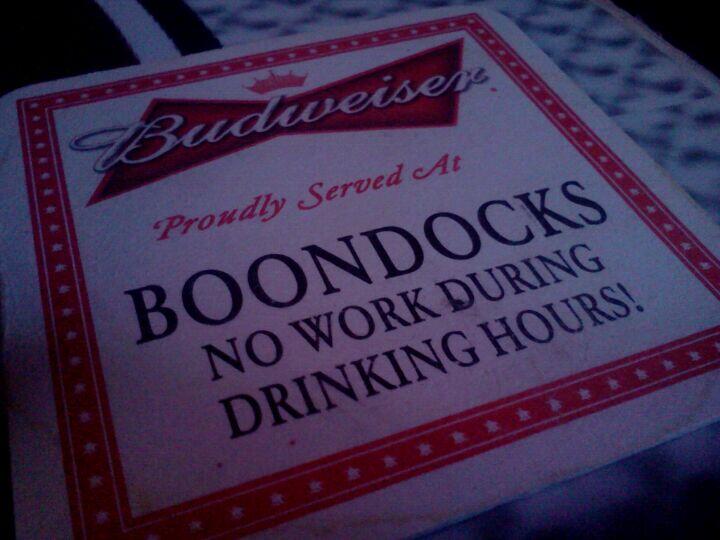 Budweiser
Proudly Served At
BOONDOCKS
NO WORK DURING
DRINKING HOURS!